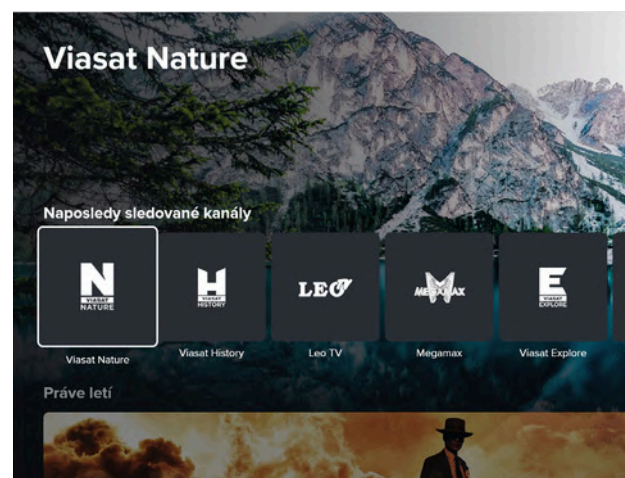 Viasat Nature
Naposledy sledované kanály
N
VIASAT
NATURE
H
VIASAT
HISTORY
LEO
MEGAMAX
E
VIASAT
EXPLORE
Viasat Nature
Viasat History
Leo TV
Megamax
Viasat Explore
Práve letí